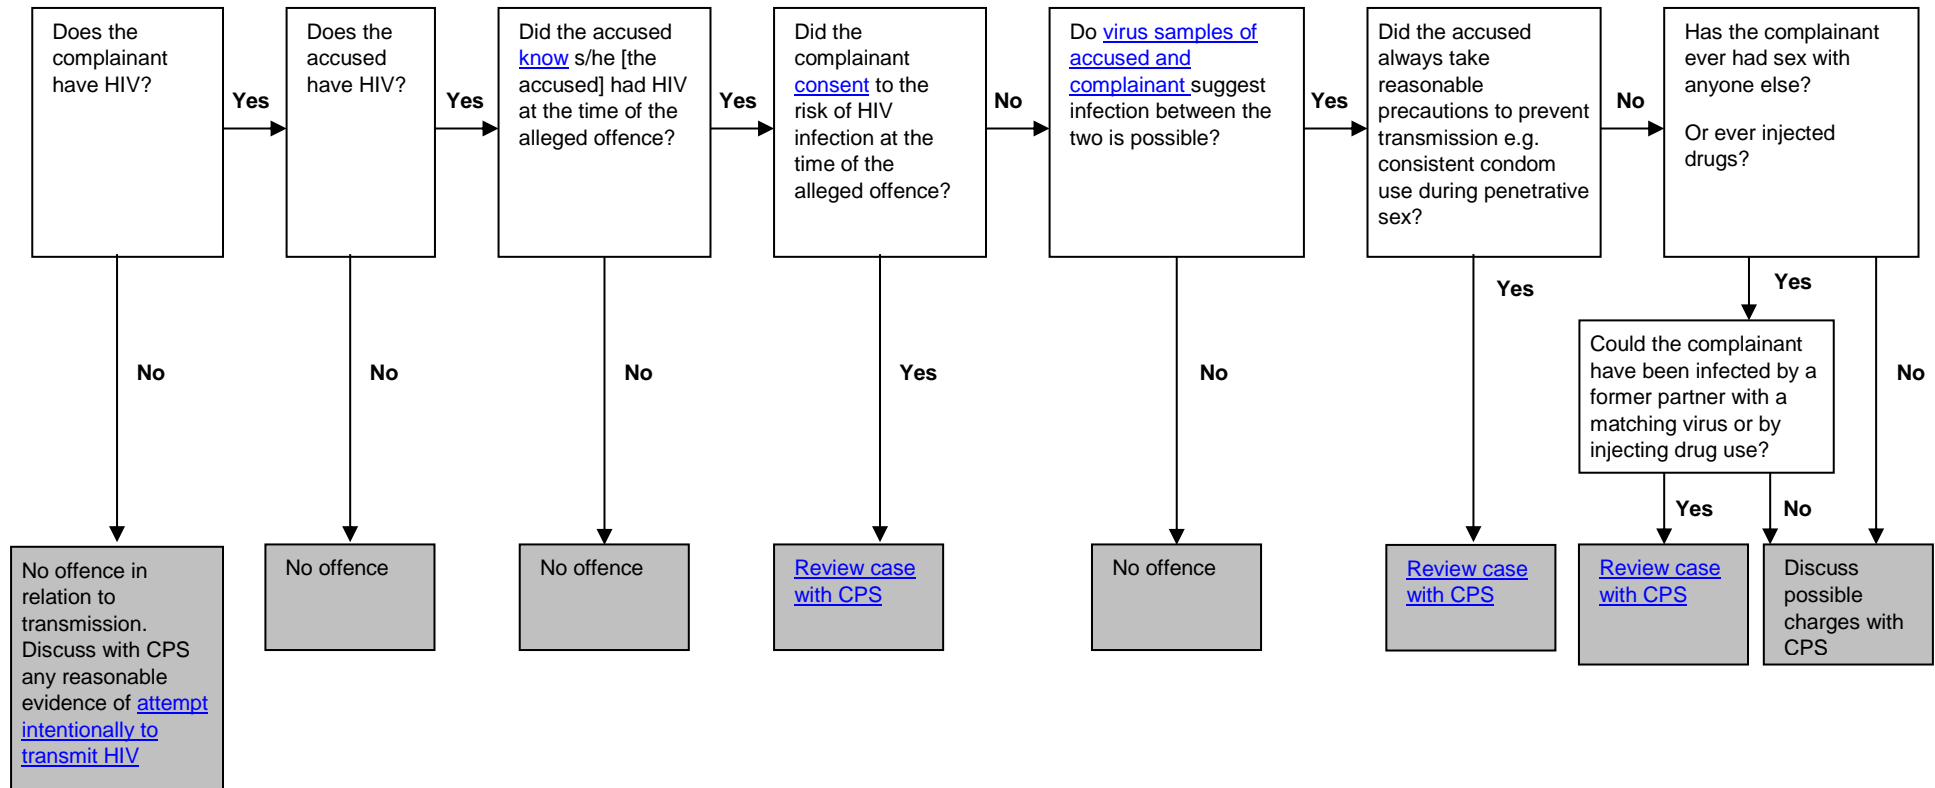 Does the
complainant
have HIV?
Yes
Does the
accused
have HIV?
Yes
Did the accused
know s/he [the
accused] had HIV
at the time of the
alleged offence?
Yes
Did the
complainant
consent to the
risk of HIV
infection at the
time of the
alleged offence?
No
Do virus samples of
accused and
complainant suggest
infection between the
two is possible?
Yes
Did the accused
always take
reasonable
precautions to prevent
transmission e.g.
consistent condom
use during penetrative
sex?
No
Has the complainant
ever had sex with
anyone else?
Or ever injected
drugs?
No
No
No
Yes
No
Yes
Yes
No
Could the complainant
have been infected by a
former partner with a
matching virus or by
injecting drug use?
Yes
No
No offence in
relation to
transmission.
Discuss with CPS
any reasonable
evidence of attempt
intentionally to
transmit HIV
No offence
No offence
Review case
with CPS
No offence
Review case
with CPS
Review case
with CPS
Discuss
possible
charges with
CPS